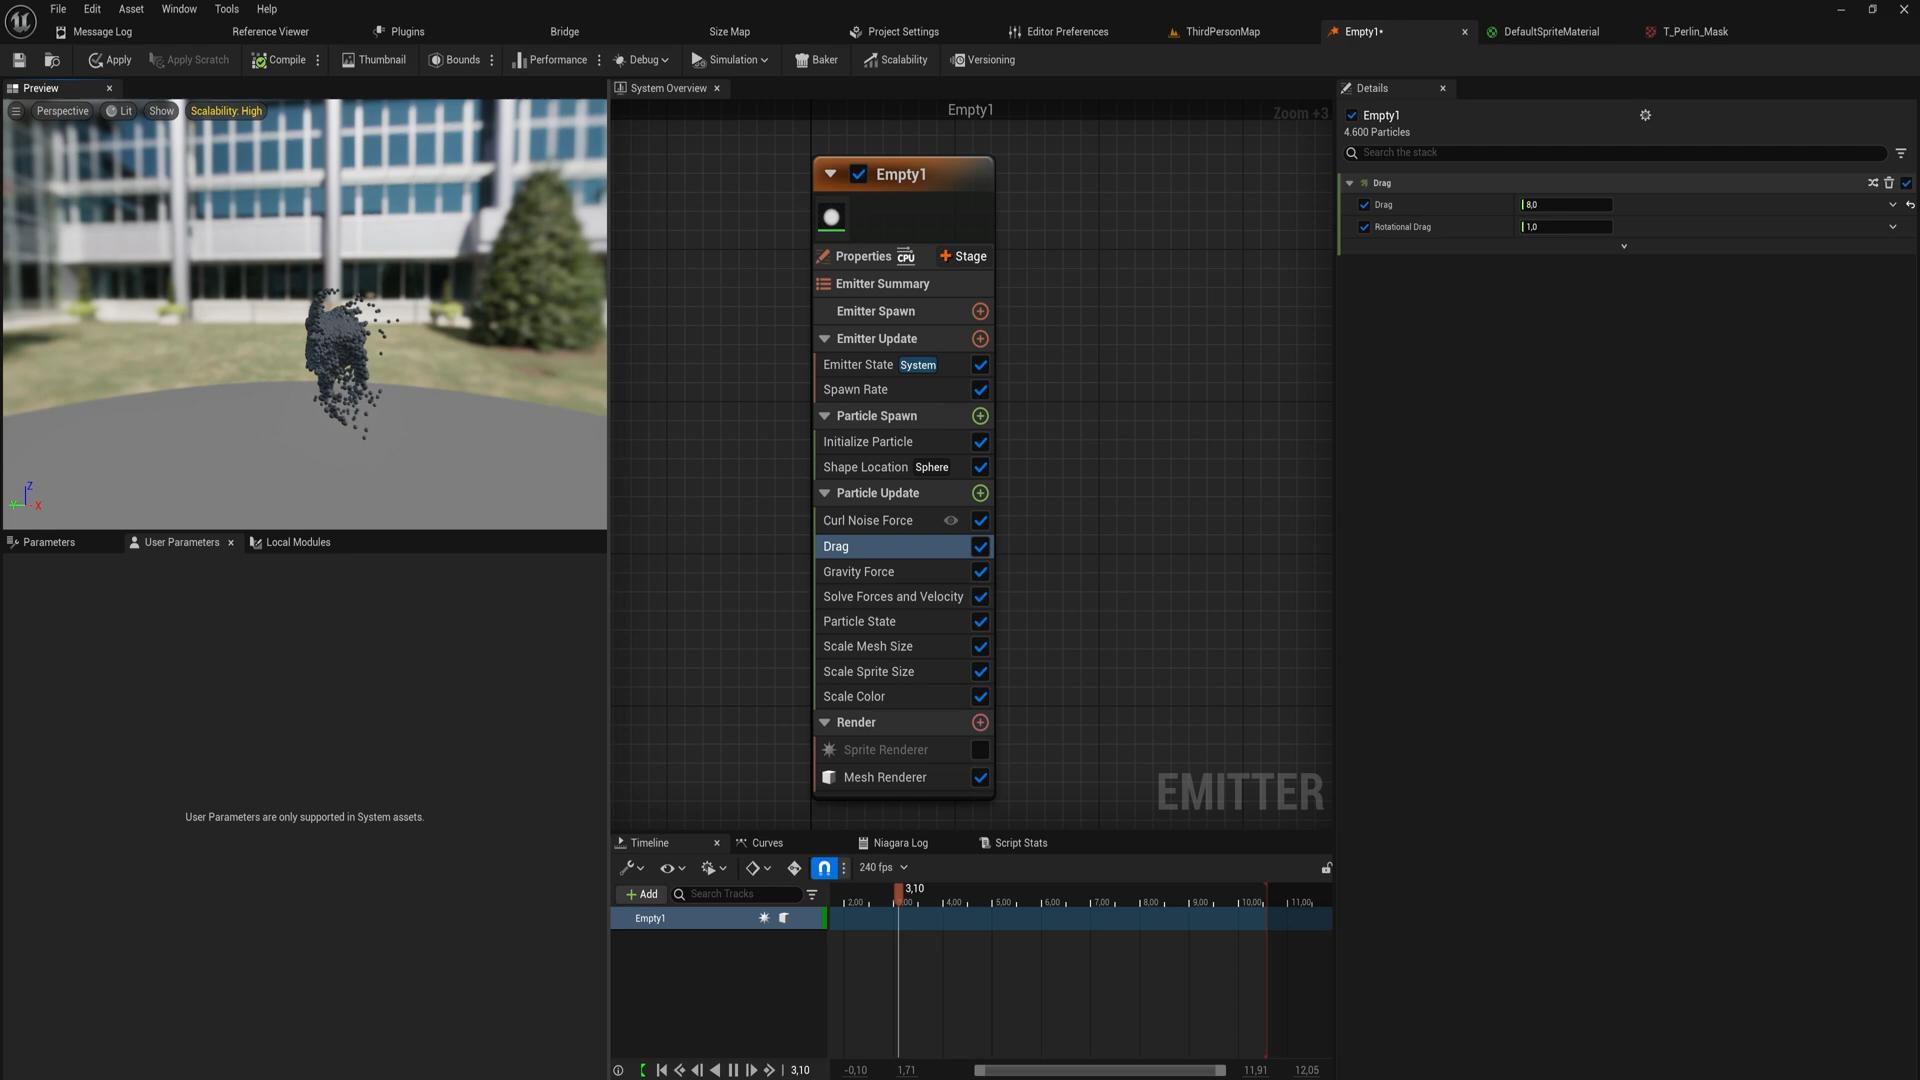 File Edit Asset Window Tools Help
Message Log Reference Viewer Plugins Bridge Size Map Project Settings Editor Preferences ThirdPersonMap Empty1• DefaultSpriteMaterial T_Perlin_Mask
Apply Apply Scratch Compile Thumbnail Bounds Performance Debug Simulation Baker Scalability Versioning
Preview
Perspective Lit Show Scalability: High
Z
X
Parameters User Parameters Local Modules
User Parameters are only supported in System assets.
System Overview
Empty1
Zoom +3
Empty1
Properties CPU Stage
Emitter Summary
Emitter Spawn
Emitter Update
Emitter State System
Spawn Rate
Particle Spawn
Initialize Particle
Shape Location Sphere
Particle Update
Curl Noise Force
Drag
Gravity Force
Solve Forces and Velocity
Particle State
Scale Mesh Size
Scale Sprite Size
Scale Color
Render
Sprite Renderer
Mesh Renderer
EMITTER
Timeline Curves Niagara Log Script Stats
240 fps
Add Search Tracks
3,10
2,00 4,00 5,00 6,00 7,00 8,00 9,00 10,00 11,00
Empty1
3,10 -0,10 1,71 11,91 12,05
Details
Empty1
4.600 Particles
Search the stack
Drag
Drag 8,0
Rotational Drag 1,0